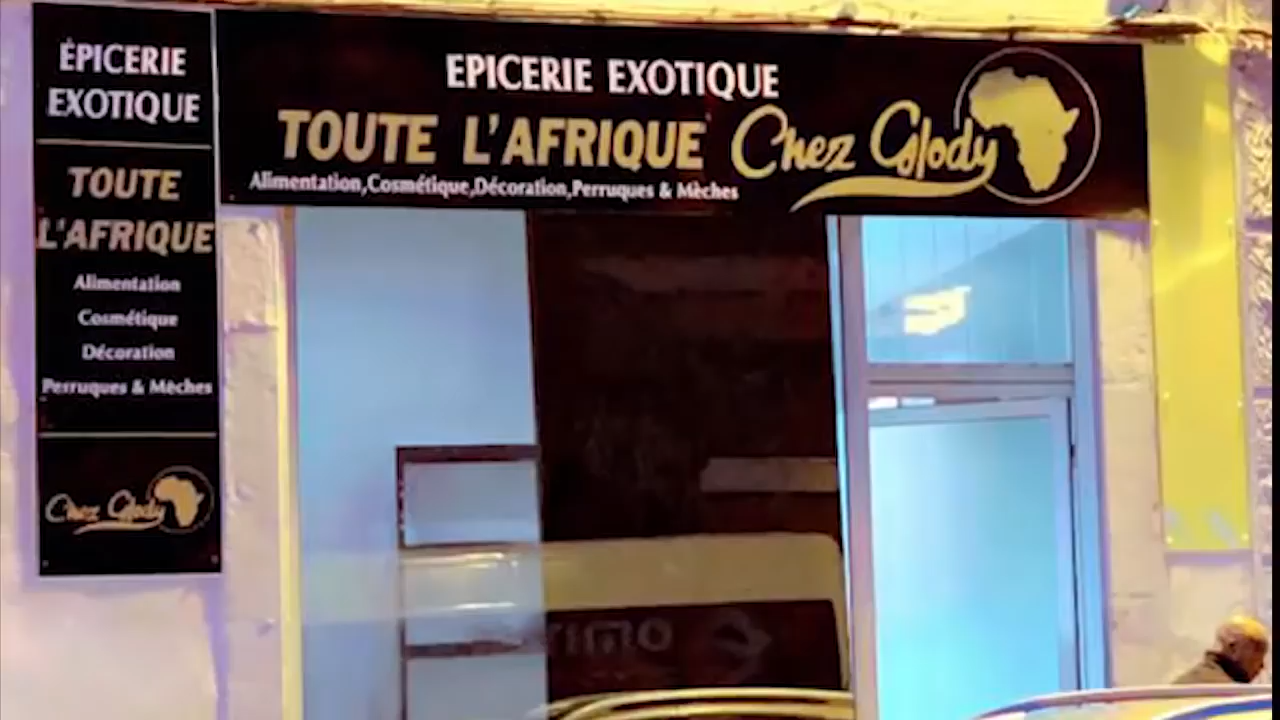 ÉPICERIE
EXOTIQUE
TOUTE
L'AFRIQUE
Alimentation
Cosmétique
Décoration
Perruques & Mèches
Chez Glody
EPICERIE EXOTIQUE
TOUTE L'AFRIQUE Chez Glody
Alimentation,Cosmétique,Décoration,Perruques & Mèches